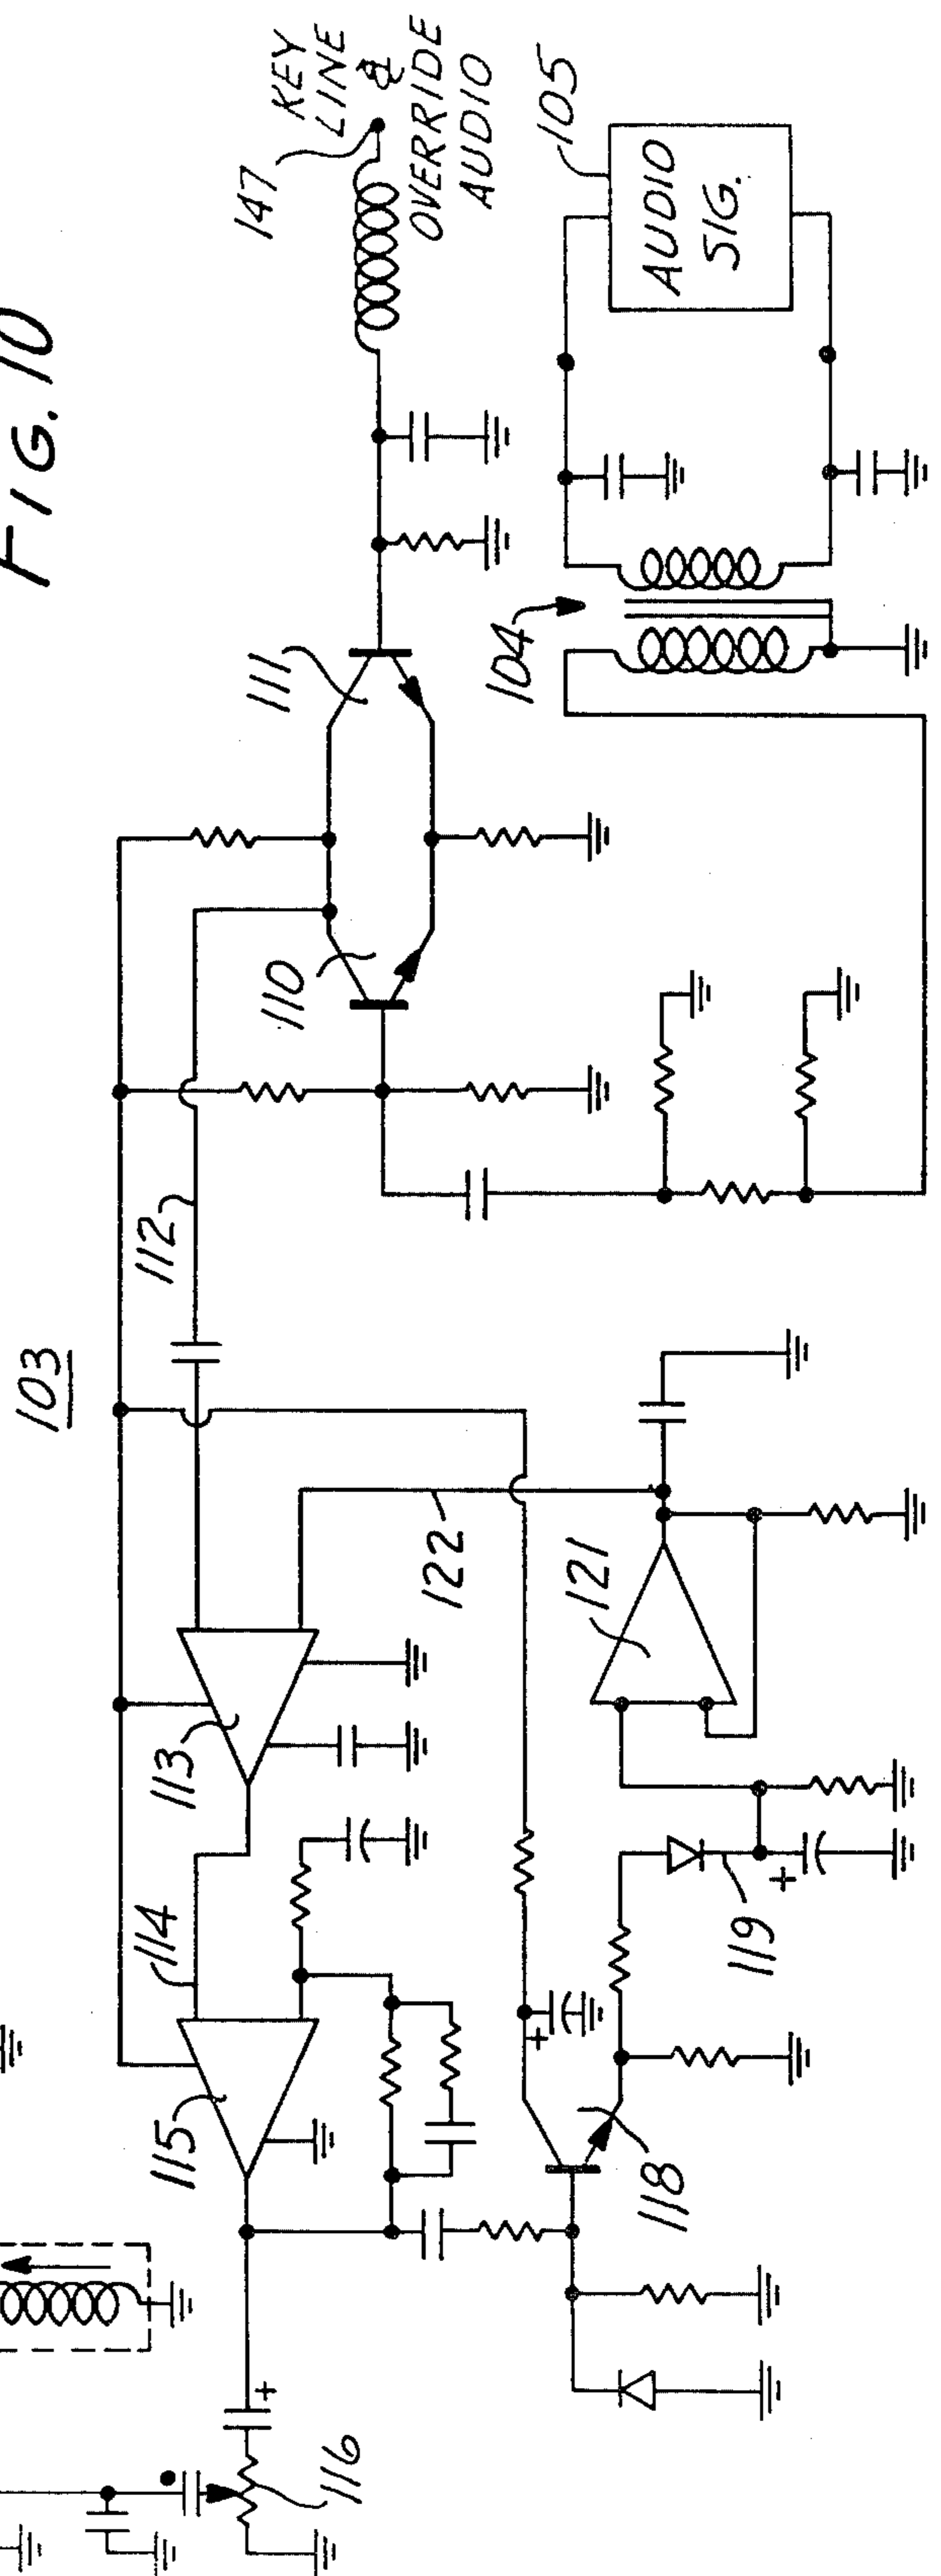 FIG. 10
103
KEY
LINE
&
OVERRIDE
AUDIO
147
105
AUDIO
SIG.
104
111
110
112
122
121
113
114
115
119
118
116
+
+
+